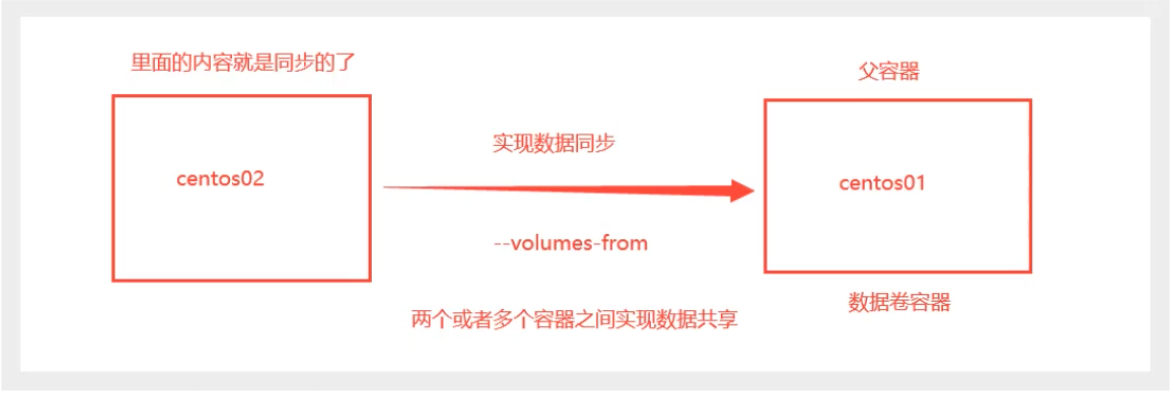 里面的内容就是同步的了
父容器
实现数据同步
centos02
centos01
--volumes-from
数据卷容器
两个或者多个容器之间实现数据共享